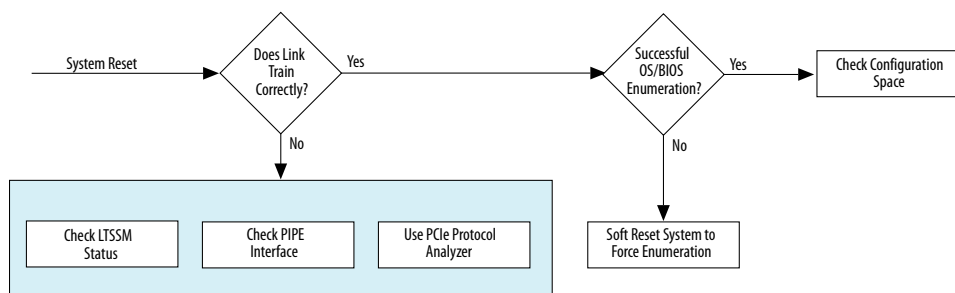 System Reset
Does Link
Train
Correctly?
Yes
No
Successful
OS/BIOS
Enumeration?
Yes
No
Check Configuration
Space
Check LTSSM
Status
Check PIPE
Interface
Use PCIe Protocol
Analyzer
Soft Reset System to
Force Enumeration